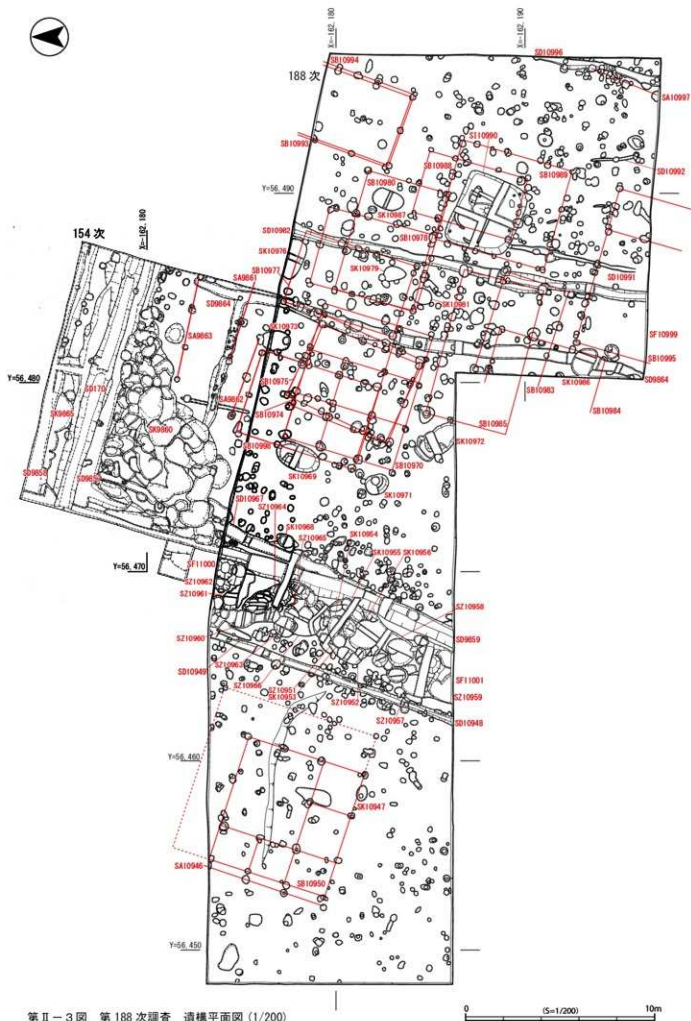 X=-162,180
X=-162,190
SD10996
SB10994
188次
SA10997
SB10993
SI10990
SB10988
SB10989
SD10992
SB10980
Y=56,490
SK10987
154次
X=-162,180
SD10982
SB10978
SK10976
SA9861
SB10977
SK10979
SD10991
SD9864
SK10981
SA9863
SK10973
SF10999
SB10995
Y=56,480
SB10975
SK10986
SD9864
SD170
SK9865
SA9862
SB10983
SB10984
SB10974
SK9860
SB10985
SB10998
SK10972
SB10970
SD9858
SD9859
SK10969
SD10967
SK10971
SZ10964
SK10968
SK10954
SZ10965
SK10955
SK10956
Y=56,470
SF11000
SZ10962
SZ10961
SZ10958
SD9859
SZ10960
SF11001
SZ10963
SD10949
SZ10966
SZ10959
SZ10951
SZ10952
SK10953
SZ10957
SD10948
Y=56,460
SK10947
SA10946
SB10950
Y=56,450
第Ⅱ-3図 第188次調査 遺構平面図(1/200)
0 (S=1/200) 10m